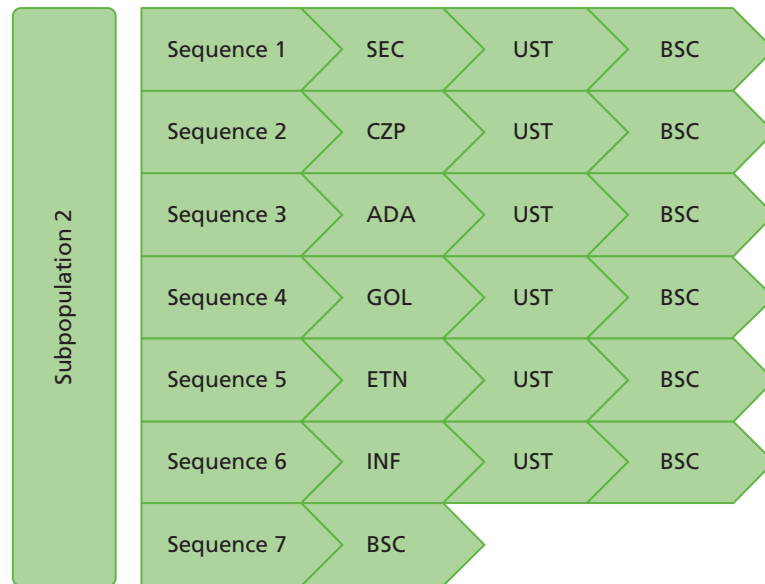 Subpopulation 2
Sequence 1 SEC UST BSC
Sequence 2 CZP UST BSC
Sequence 3 ADA UST BSC
Sequence 4 GOL UST BSC
Sequence 5 ETN UST BSC
Sequence 6 INF UST BSC
Sequence 7 BSC